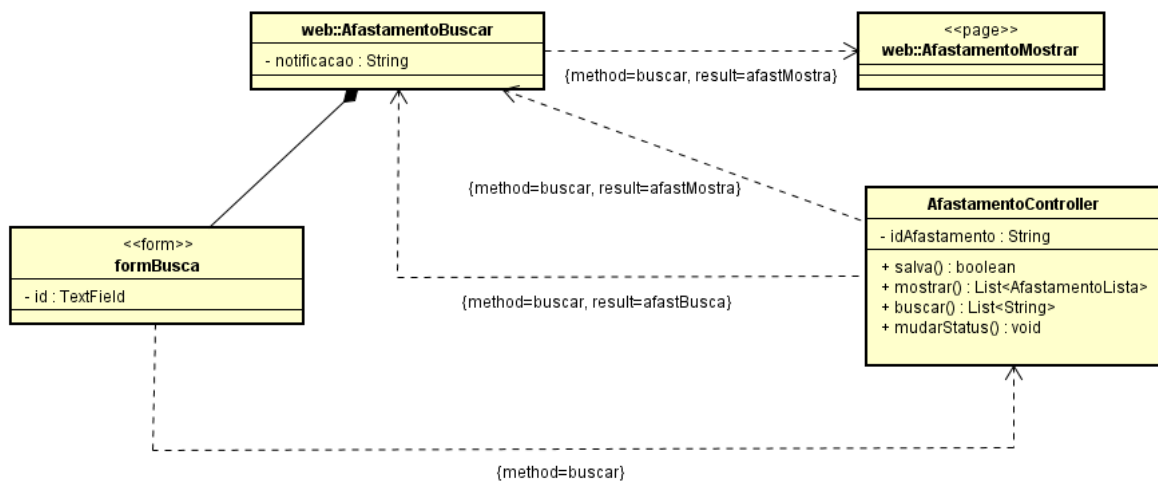 web::AfastamentoBuscar
- notificacao : String
<<page>>
web::AfastamentoMostrar
{method=buscar, result=afastMostra}
{method=buscar, result=afastMostra}
AfastamentoController
- idAfastamento : String
+ salva() : boolean
+ mostrar() : List<AfastamentoLista>
+ buscar() : List<String>
+ mudarStatus() : void
<<form>>
formBusca
- id : TextField
{method=buscar, result=afastBusca}
{method=buscar}